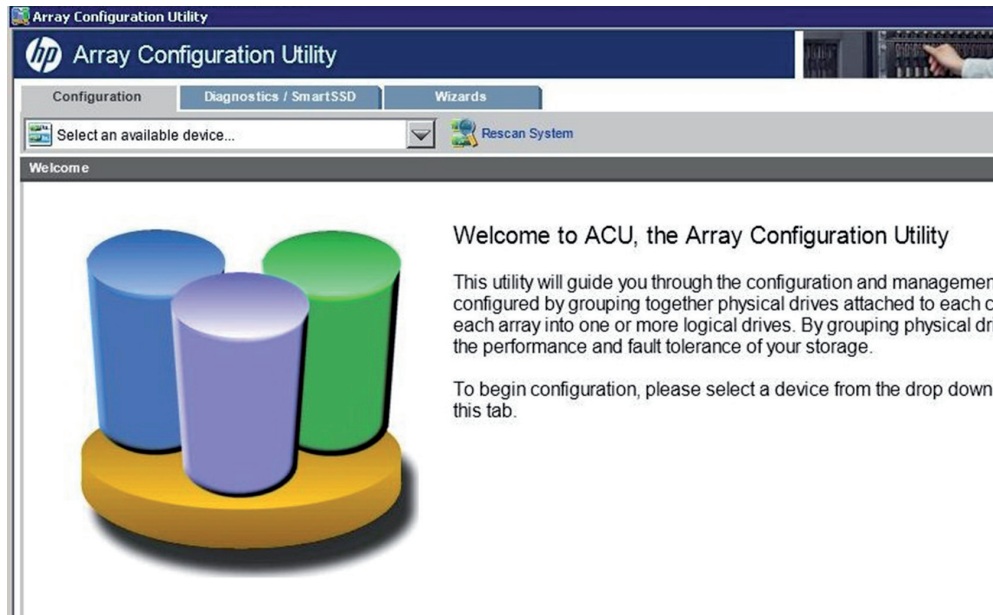 Array Configuration Utility
hp Array Configuration Utility
Configuration Diagnostics / SmartSSD Wizards
Select an available device... Rescan System
Welcome
Welcome to ACU, the Array Configuration Utility
This utility will guide you through the configuration and managemen
configured by grouping together physical drives attached to each c
each array into one or more logical drives. By grouping physical dri
the performance and fault tolerance of your storage.
To begin configuration, please select a device from the drop down
this tab.